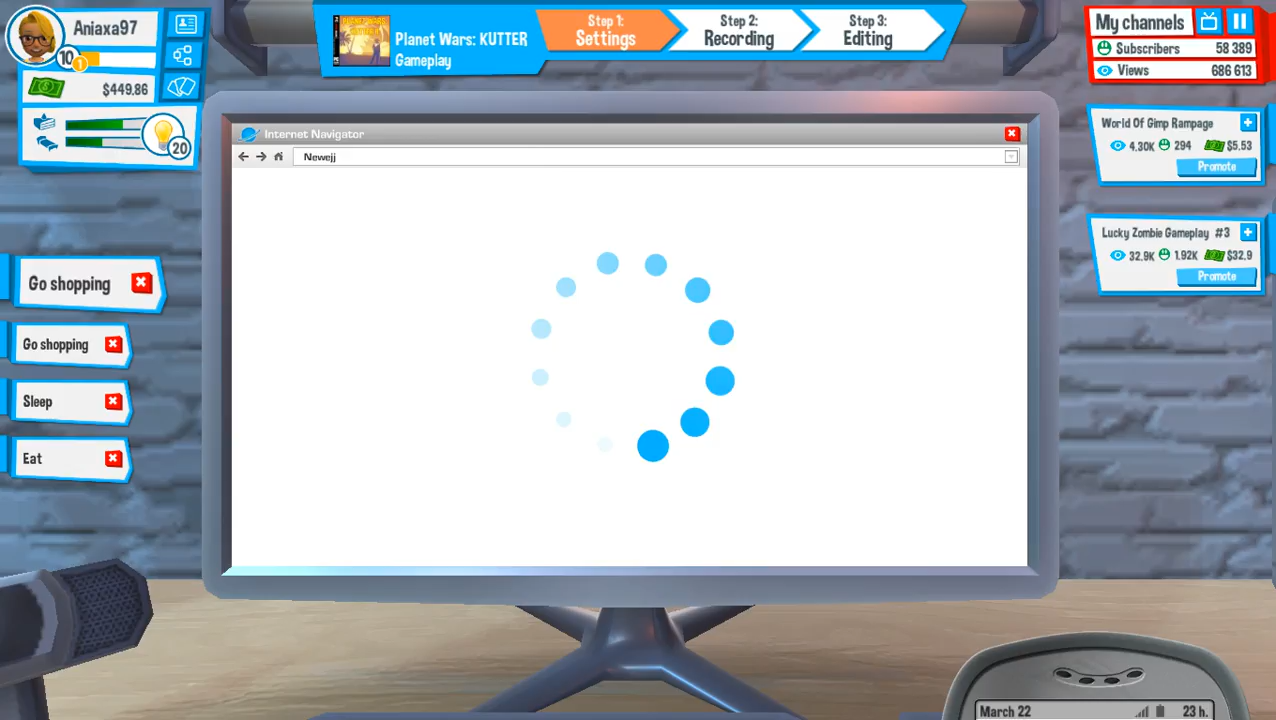 Aniaxa97
10
1
$449.86
20
PLANET WARS
Planet Wars: KUTTER
Gameplay
Step 1:
Settings
Step 2:
Recording
Step 3:
Editing
My channels
Subscribers 58 389
Views 686 613
World Of Gimp Rampage
4.30K 294 $5.53
Promote
Lucky Zombie Gameplay #3
32.9K 1.92K $32.9
Promote
Internet Navigator
Newejj
Go shopping
Go shopping
Sleep
Eat
March 22 23 h.